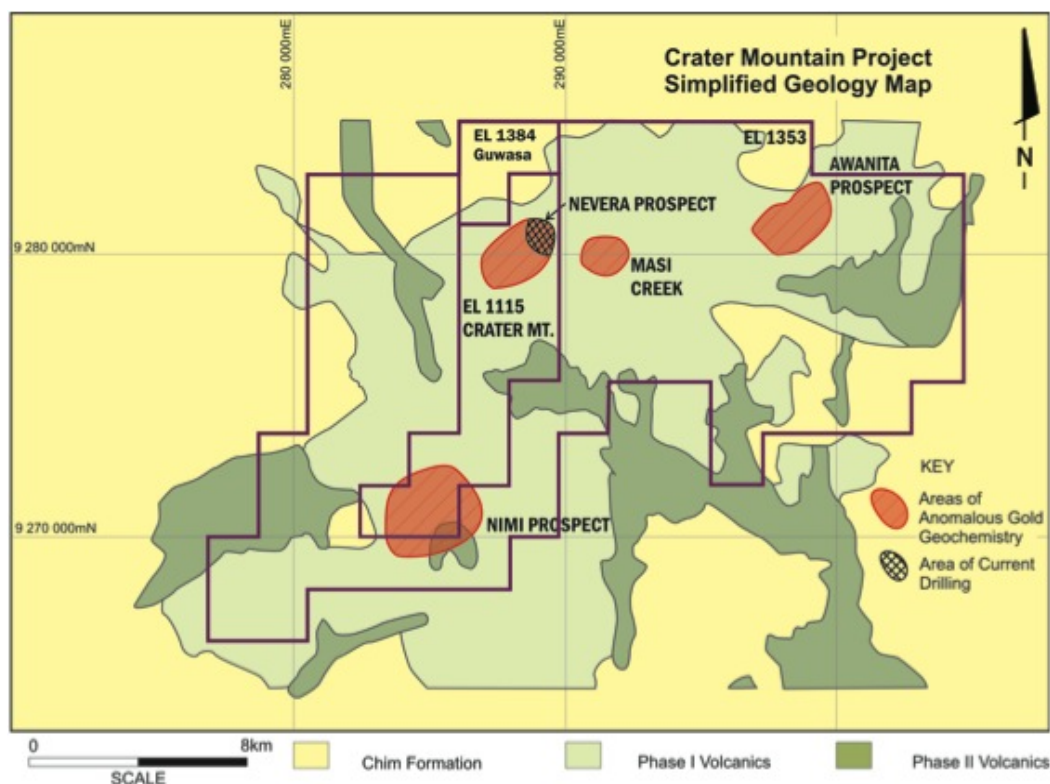 280 000mE
290 000mE
Crater Mountain Project
Simplified Geology Map
N
EL 1384
Guwasa
EL 1353
AWANITA
PROSPECT
NEVERA PROSPECT
9 280 000mN
MASI
CREEK
EL 1115
CRATER MT.
KEY
Areas of
Anomalous Gold
Geochemistry
NIMI PROSPECT
9 270 000mN
Area of Current
Drilling
0 8km
SCALE
Chim Formation
Phase I Volcanics
Phase II Volcanics